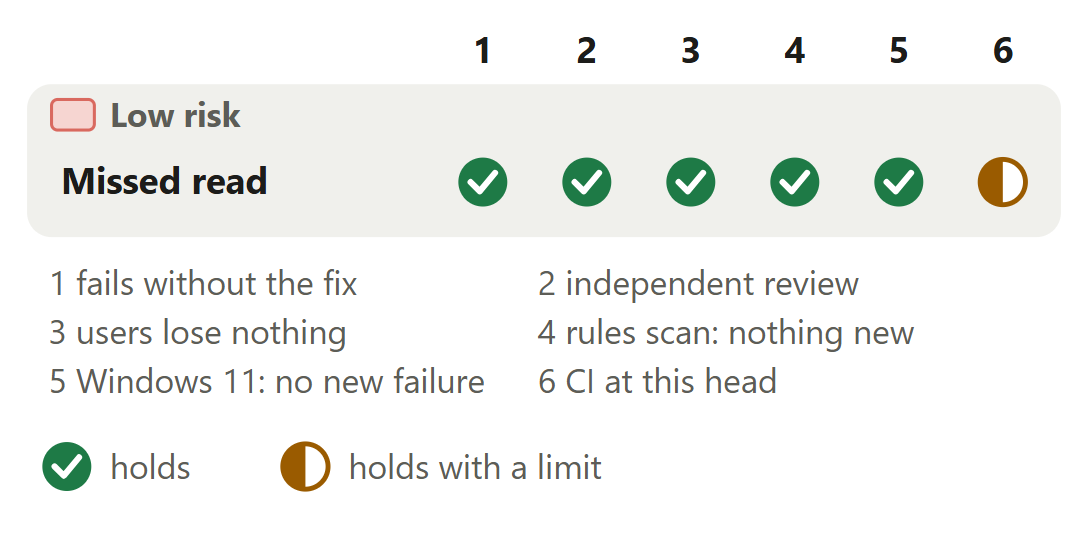 1 2 3 4 5 6
Low risk
Missed read
1 fails without the fix
2 independent review
3 users lose nothing
4 rules scan: nothing new
5 Windows 11: no new failure
6 CI at this head
holds
holds with a limit